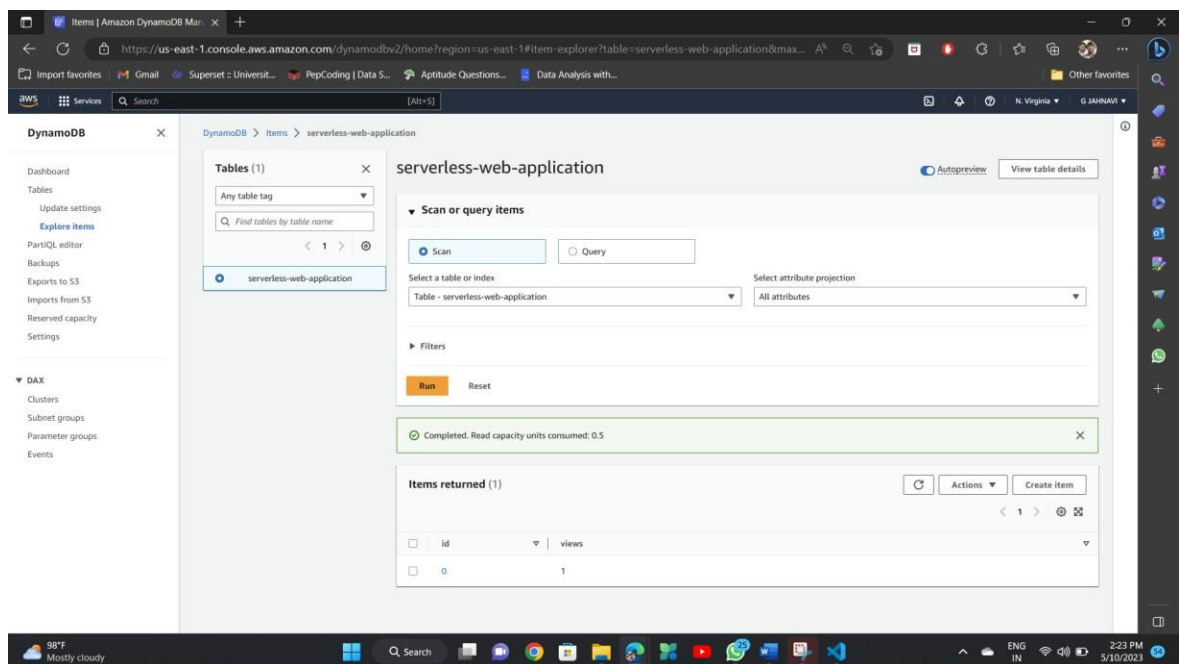 Items | Amazon DynamoDB Man
https://us-east-1.console.aws.amazon.com/dynamodbv2/home?region=us-east-1#item-explorer?table=serverless-web-application&max...
Import favorites Gmail Superset :: Universit... PepCoding | Data S... Aptitude Questions... Data Analysis with... Other favorites
aws Services Search [Alt+S] N. Virginia G JAHNAVI
DynamoDB
Dashboard
Tables
Update settings
Explore items
PartiQL editor
Backups
Exports to S3
Imports from S3
Reserved capacity
Settings
DAX
Clusters
Subnet groups
Parameter groups
Events
DynamoDB > Items > serverless-web-application
Tables (1)
Any table tag
Find tables by table name
1
serverless-web-application
serverless-web-application
Autopreview View table details
Scan or query items
Scan Query
Select a table or index Select attribute projection
Table - serverless-web-application All attributes
Filters
Run Reset
Completed. Read capacity units consumed: 0.5
Items returned (1)
Actions Create item
1
id views
0 1
98°F
Mostly cloudy
Search
ENG
IN
2:23 PM
5/10/2023